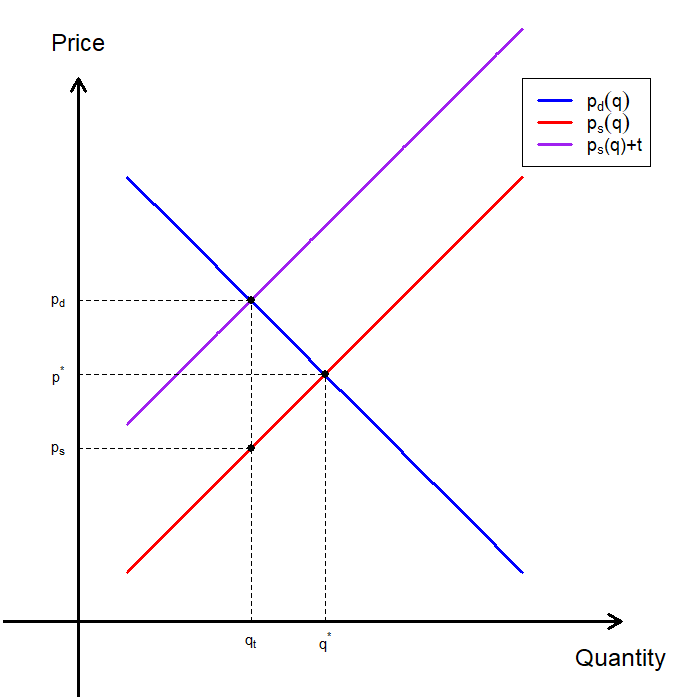 Price
p_d(q)
p_s(q)
p_s(q)+t
p_d
p*
p_s
q_t
q*
Quantity